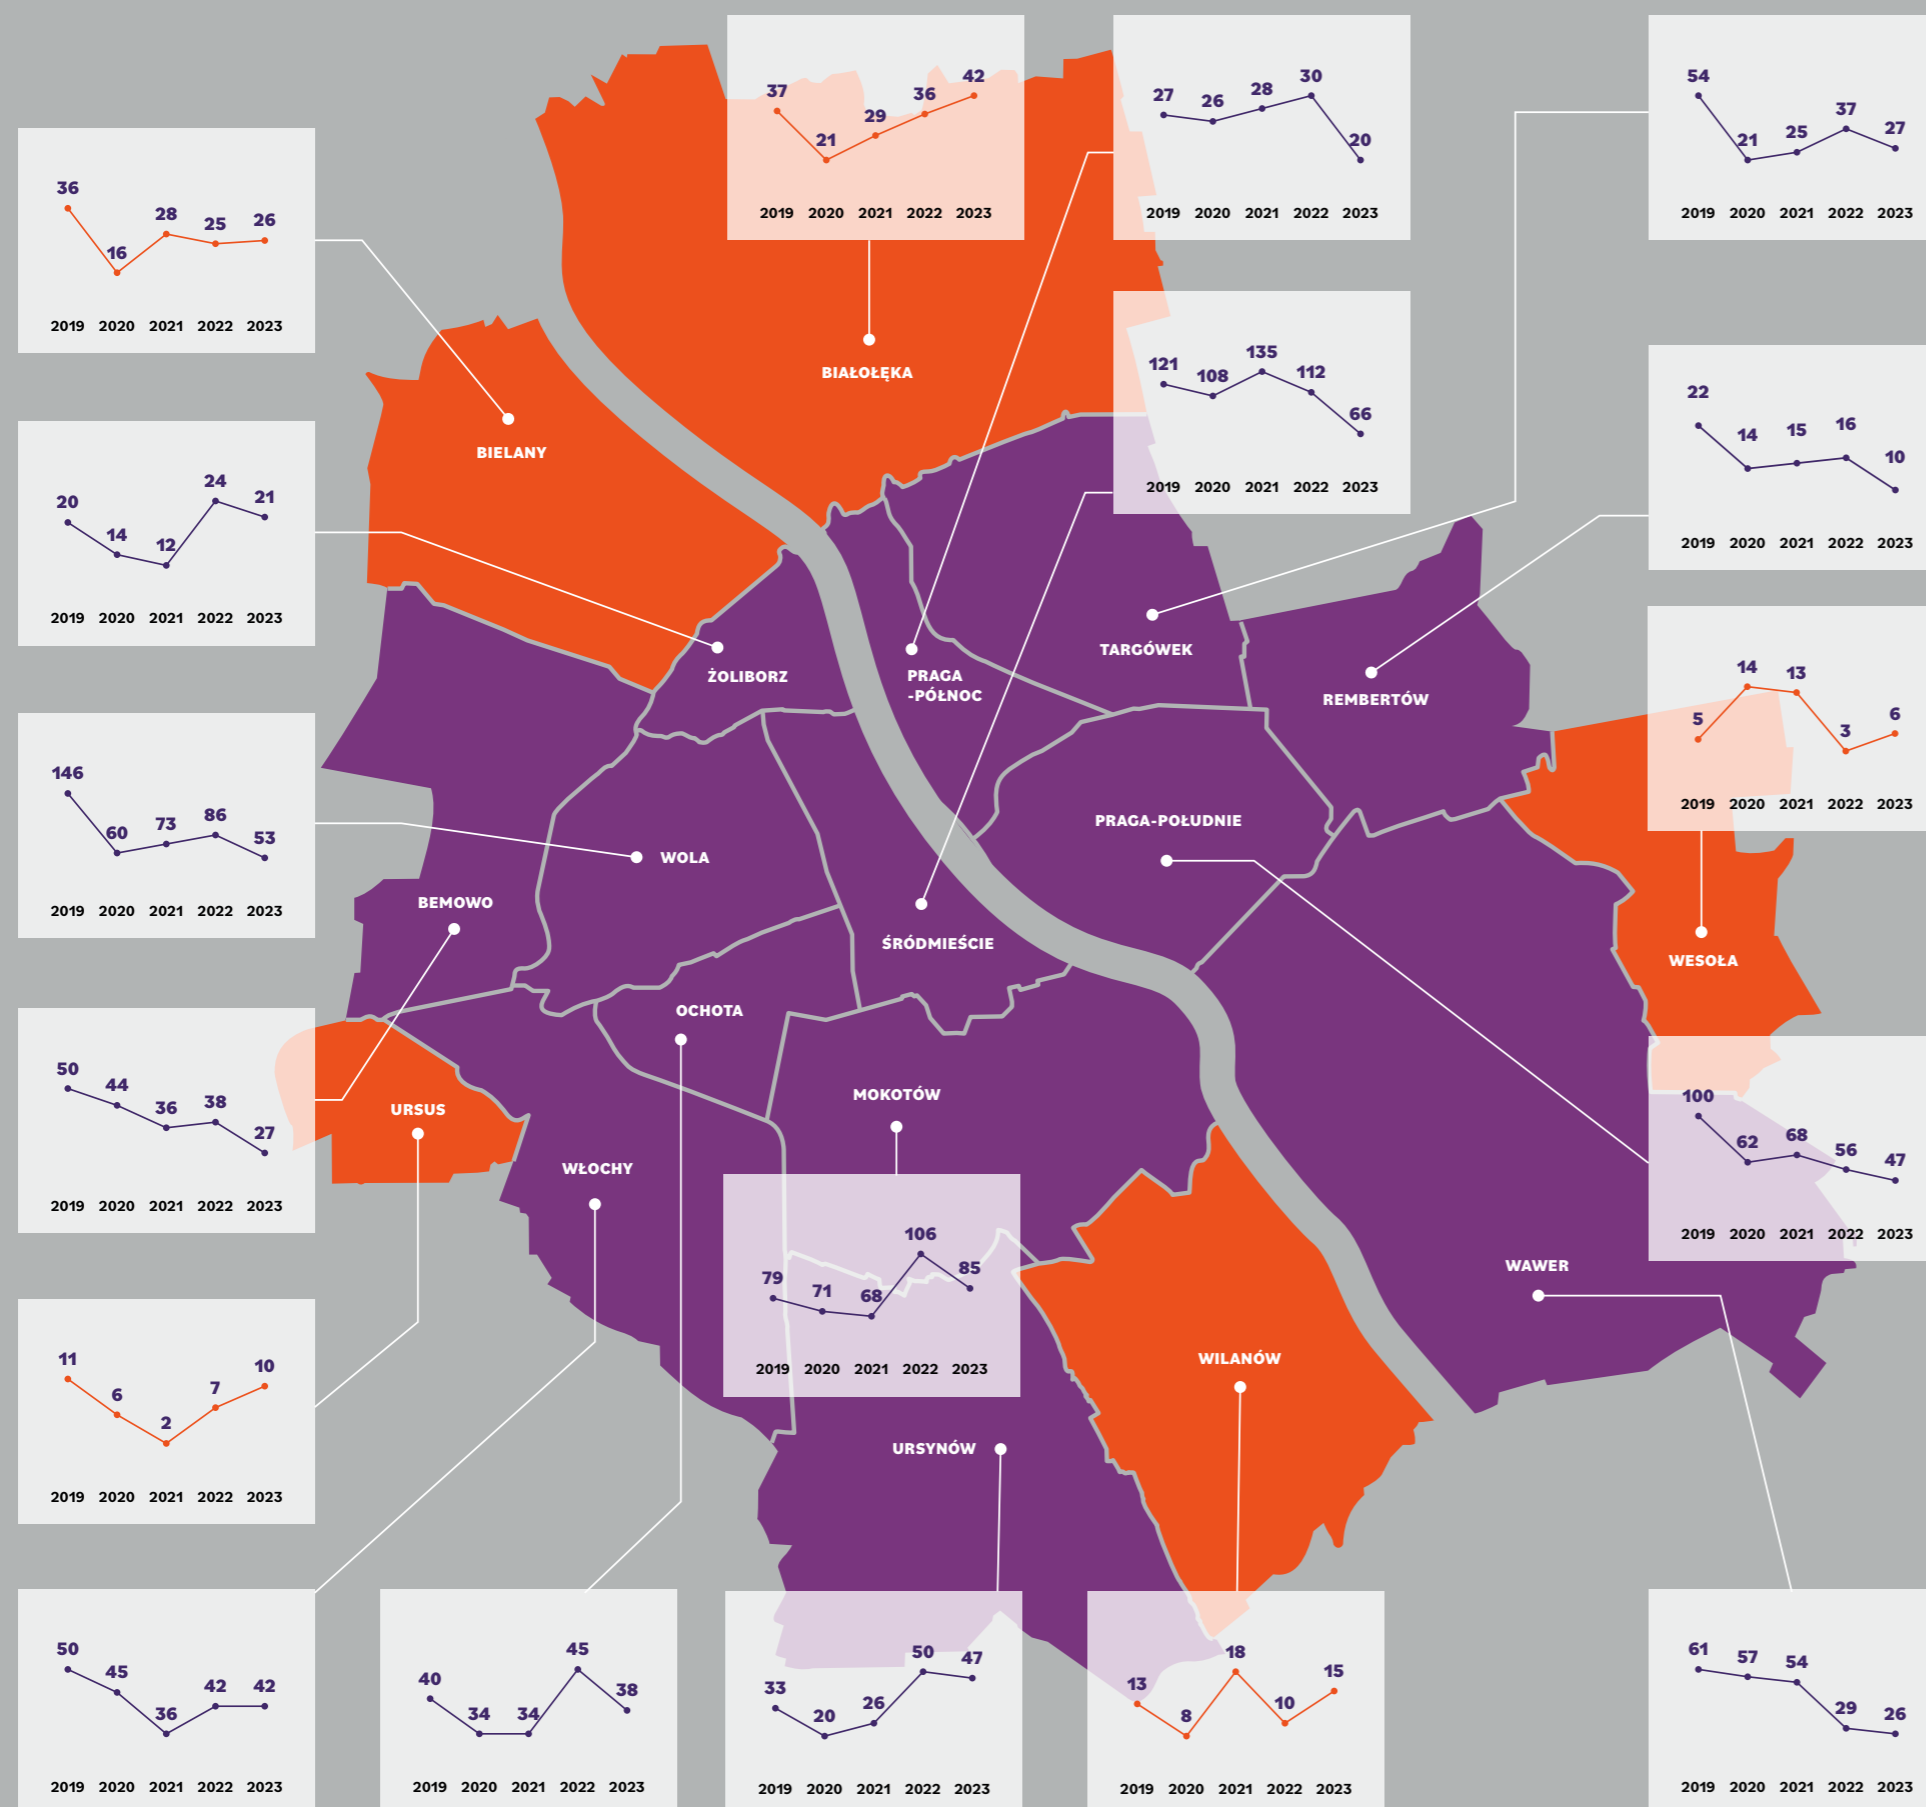 37
21
29
36
42
2019 2020 2021 2022 2023
27
26
28
30
20
2019 2020 2021 2022 2023
54
21
25
37
27
2019 2020 2021 2022 2023
36
16
28
25
26
2019 2020 2021 2022 2023
121
108
135
112
66
2019 2020 2021 2022 2023
22
14
15
16
10
2019 2020 2021 2022 2023
BIAŁOŁĘKA
BIELANY
20
14
12
24
21
2019 2020 2021 2022 2023
ŻOLIBORZ
PRAGA
-PÓŁNOC
TARGÓWEK
REMBERTÓW
5
14
13
3
6
2019 2020 2021 2022 2023
146
60
73
86
53
2019 2020 2021 2022 2023
WOLA
PRAGA-POŁUDNIE
BEMOWO
ŚRÓDMIEŚCIE
WESOŁA
OCHOTA
50
44
36
38
27
2019 2020 2021 2022 2023
URSUS
MOKOTÓW
WŁOCHY
100
62
68
56
47
2019 2020 2021 2022 2023
79
71
68
106
85
2019 2020 2021 2022 2023
WAWER
WILANÓW
URSYNÓW
11
6
2
7
10
2019 2020 2021 2022 2023
50
45
36
42
42
2019 2020 2021 2022 2023
40
34
34
45
38
2019 2020 2021 2022 2023
33
20
26
50
47
2019 2020 2021 2022 2023
13
8
18
10
15
2019 2020 2021 2022 2023
61
57
54
29
26
2019 2020 2021 2022 2023